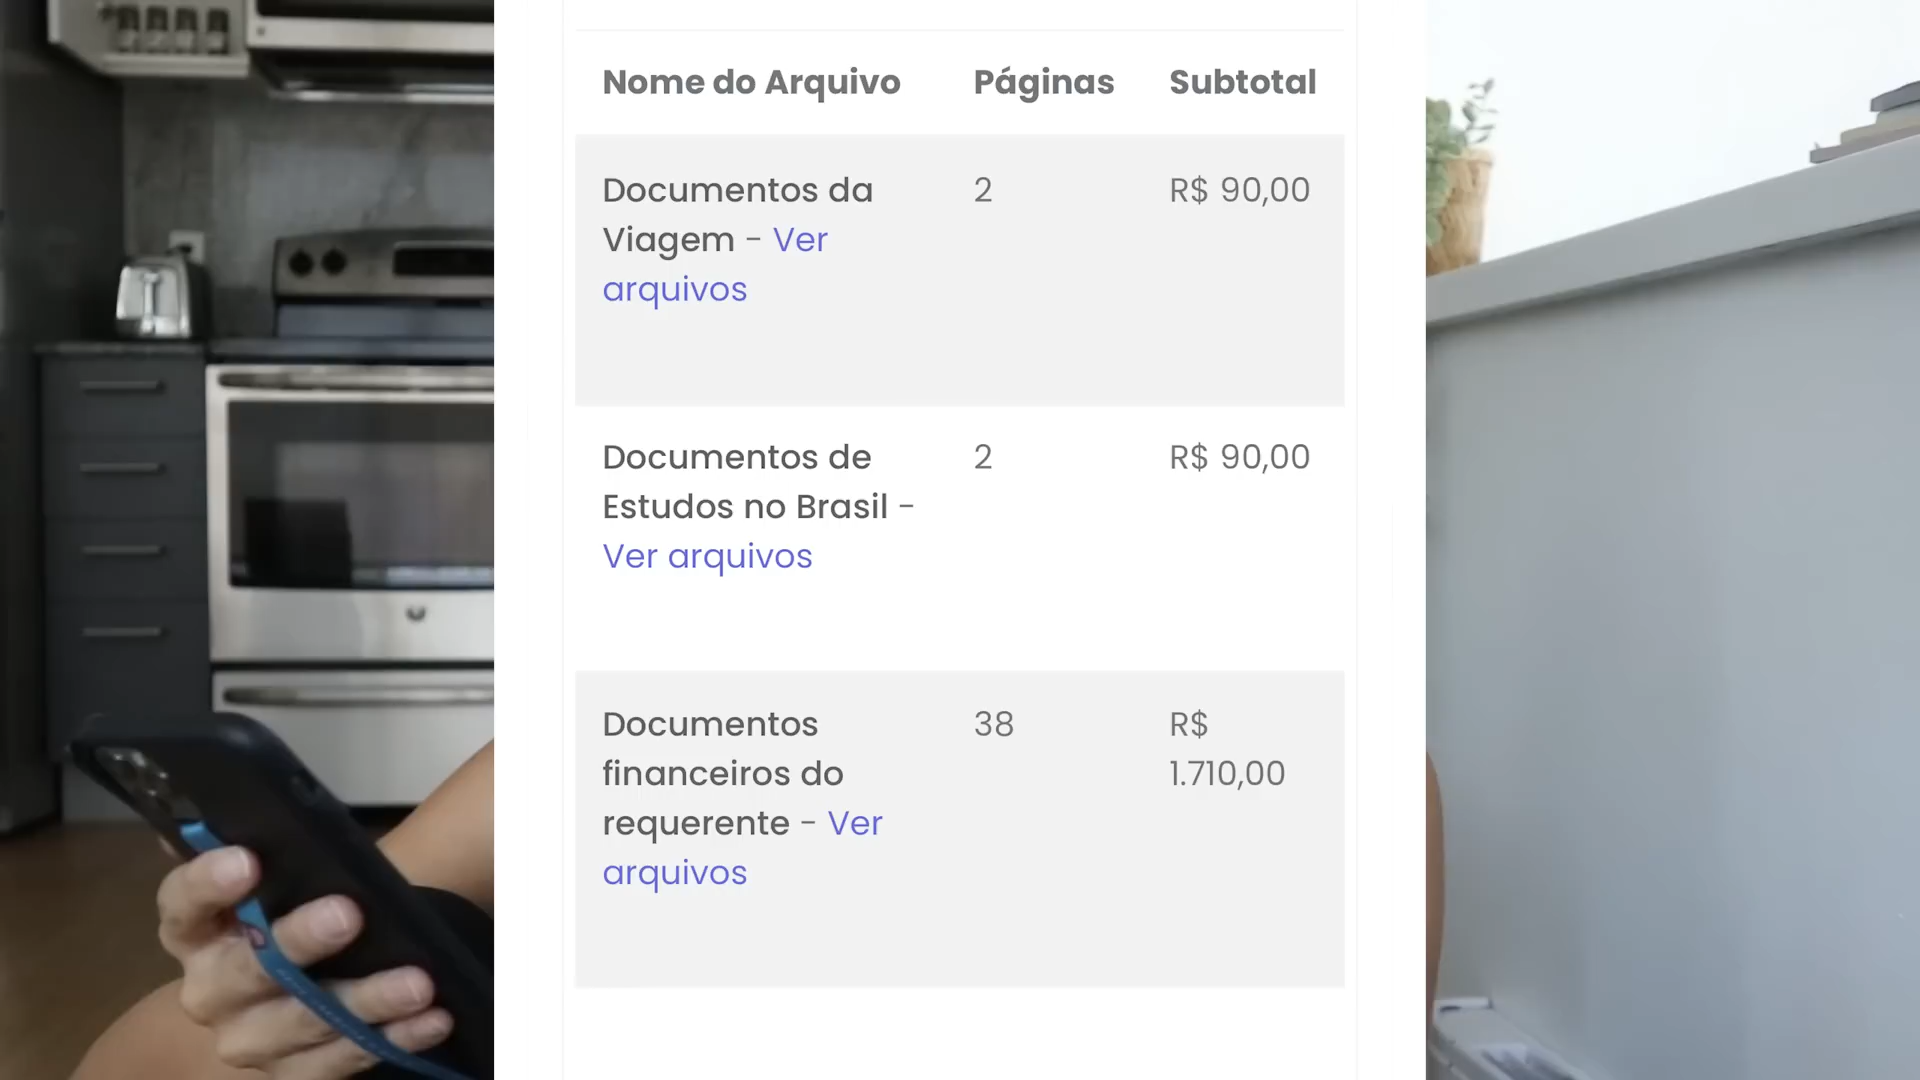 Nome do Arquivo Páginas Subtotal
Documentos da 2 R$ 90,00
Viagem - Ver
arquivos
Documentos de 2 R$ 90,00
Estudos no Brasil -
Ver arquivos
Documentos 38 R$
financeiros do 1.710,00
requerente - Ver
arquivos